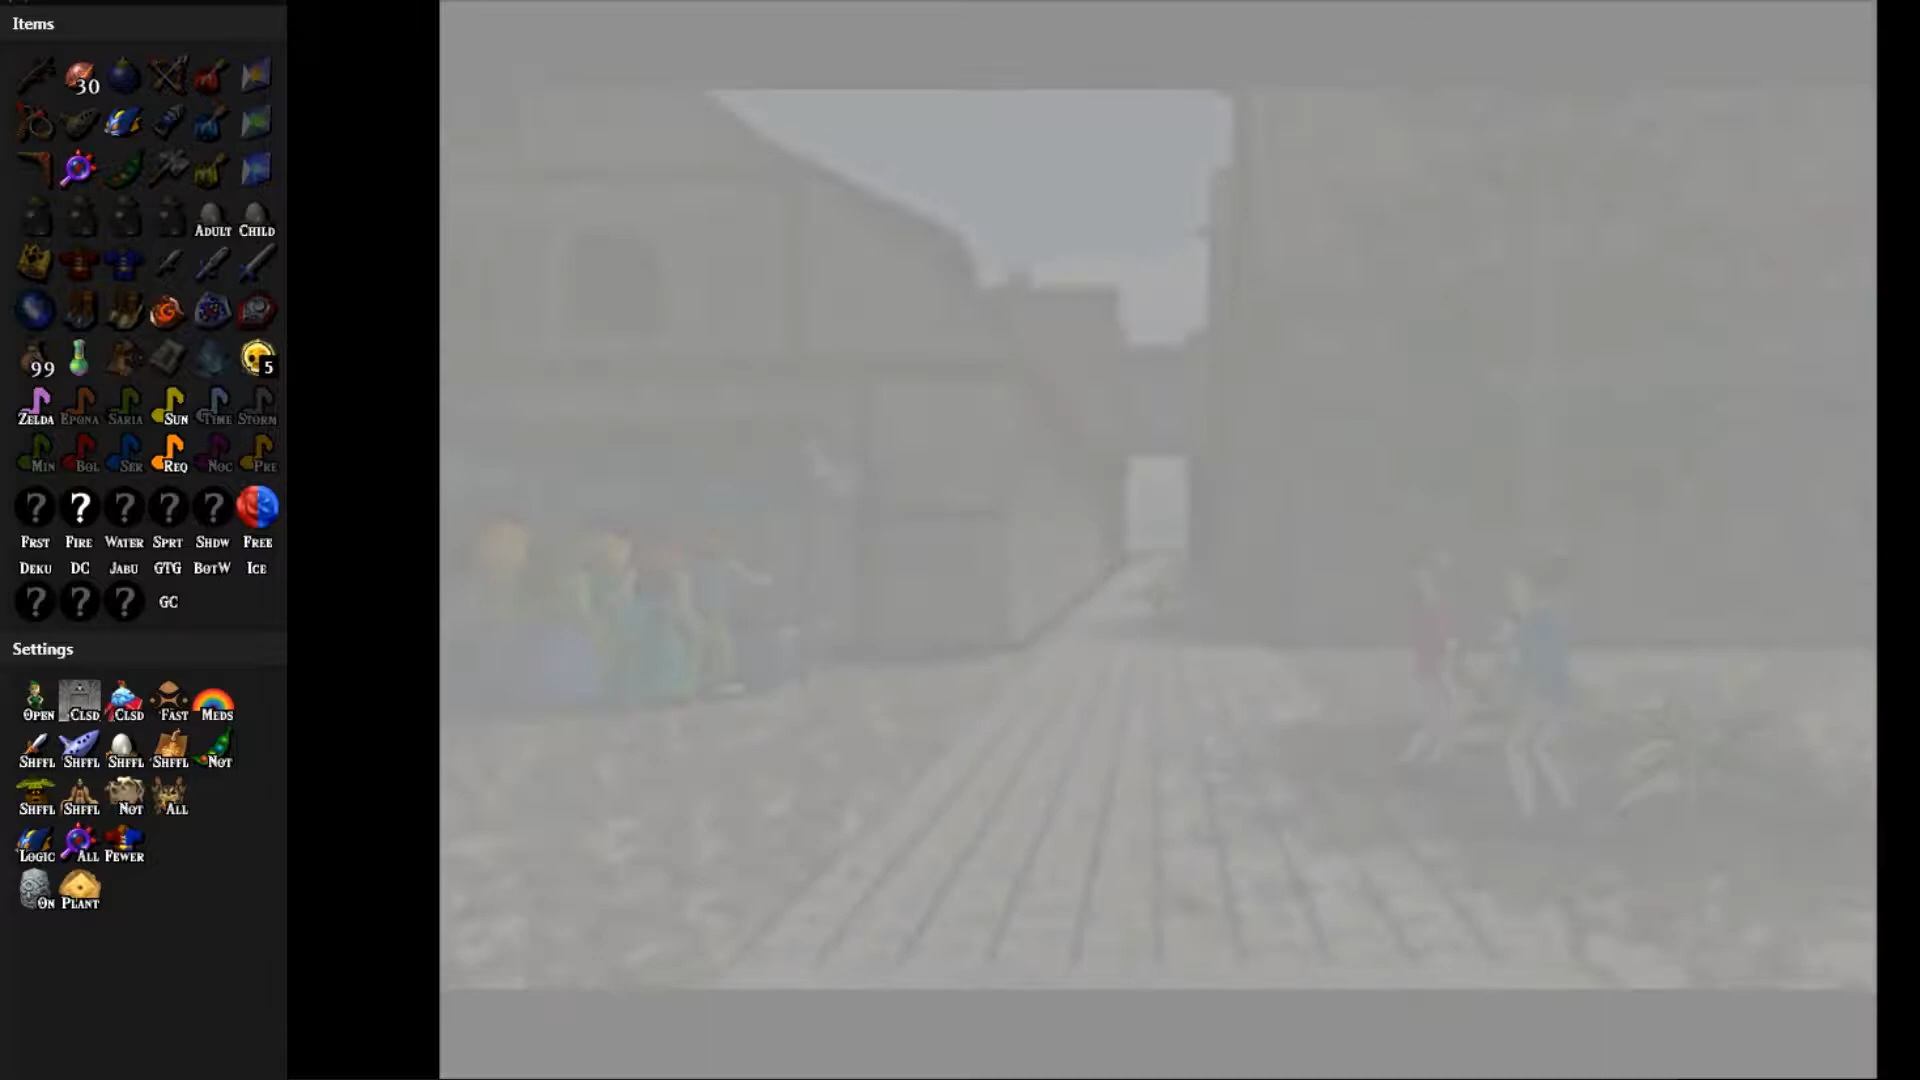 Items
30
ADULT CHILD
99 5
ZELDA EPONA SARIA SUN TIME STORM
MIN BOL SER REQ NOC PRE
? ? ? ? ?
FRST FIRE WATER SPRT SHDW FREE
DEKU DC JABU GTG BOTW ICE
? ? ? GC
Settings
OPEN CLSD CLSD FAST MEDS
SHFFL SHFFL SHFFL SHFFL NOT
SHFFL SHFFL NOT ALL
LOGIC ALL FEWER
ON PLANT